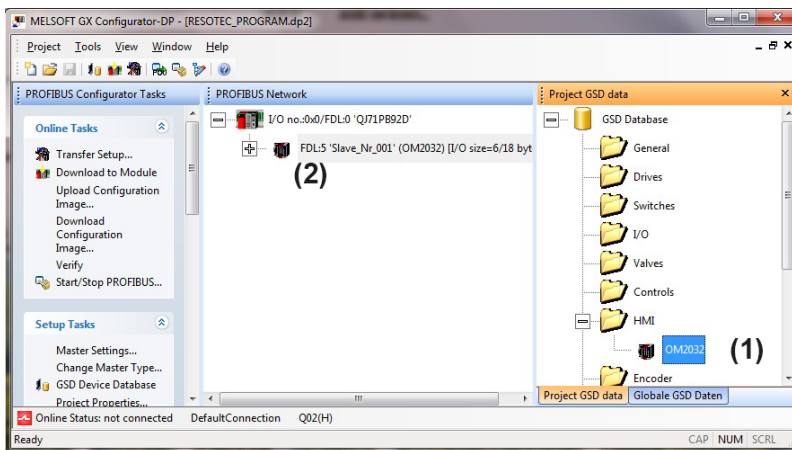 MELSOFT GX Configurator-DP - [RESOTEC_PROGRAM.dp2]
Project Tools View Window Help
PROFIBUS Configurator Tasks
Online Tasks
Transfer Setup...
Download to Module
Upload Configuration
Image...
Download
Configuration
Image...
Verify
Start/Stop PROFIBUS...
Setup Tasks
Master Settings...
Change Master Type...
GSD Device Database
Project Properties...
PROFIBUS Network
I/O no.:0x0/FDL:0 'QJ71PB92D'
FDL:5 'Slave_Nr_001' (OM2032) [I/O size=6/18 byt
(2)
Project GSD data
GSD Database
General
Drives
Switches
I/O
Valves
Controls
HMI
OM2032
(1)
Encoder
Project GSD data Globale GSD Daten
Online Status: not connected DefaultConnection Q02(H)
Ready CAP NUM SCRL